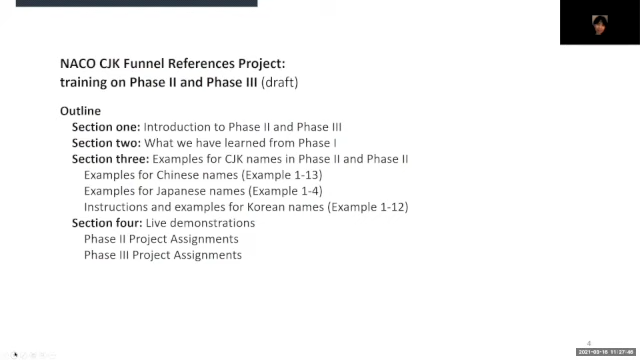 NACO CJK Funnel References Project:
training on Phase II and Phase III (draft)
Outline
Section one: Introduction to Phase II and Phase III
Section two: What we have learned from Phase I
Section three: Examples for CJK names in Phase II and Phase II
Examples for Chinese names (Example 1-13)
Examples for Japanese names (Example 1-4)
Instructions and examples for Korean names (Example 1-12)
Section four: Live demonstrations
Phase II Project Assignments
Phase III Project Assignments
4
2021-03-16 11:27:46